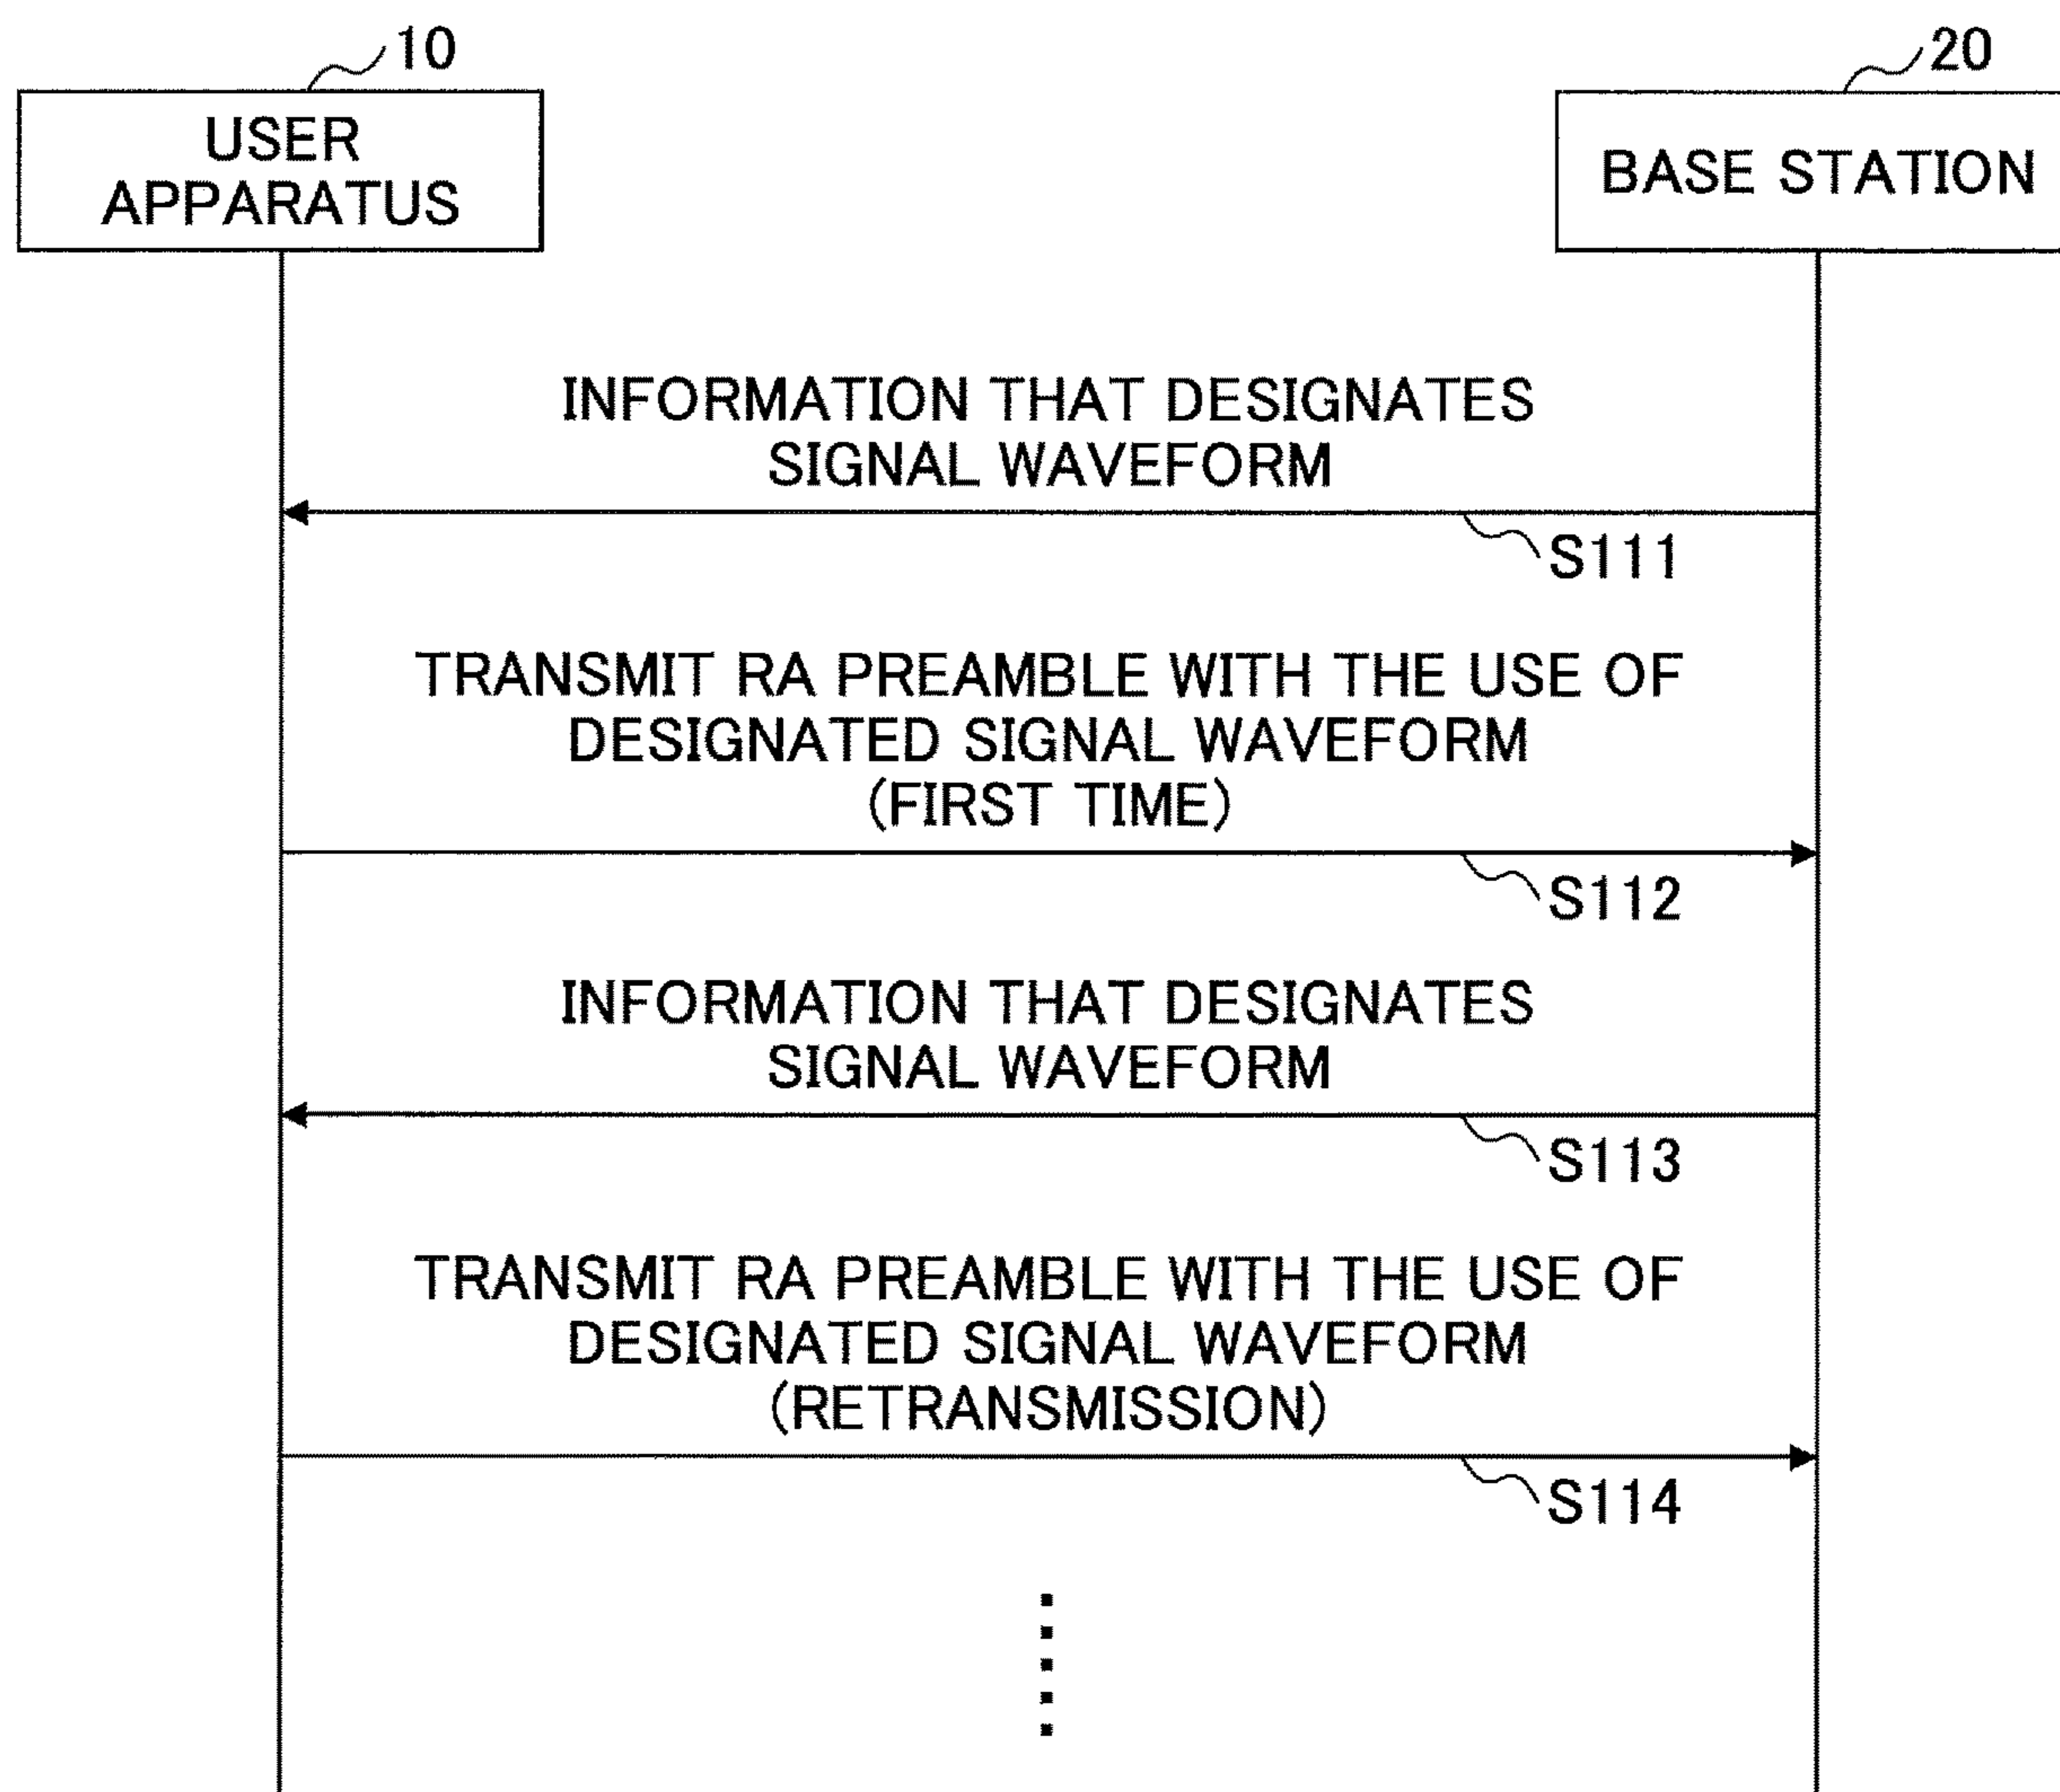 10
20
USER
APPARATUS
BASE STATION
INFORMATION THAT DESIGNATES
SIGNAL WAVEFORM
S111
TRANSMIT RA PREAMBLE WITH THE USE OF
DESIGNATED SIGNAL WAVEFORM
(FIRST TIME)
S112
INFORMATION THAT DESIGNATES
SIGNAL WAVEFORM
S113
TRANSMIT RA PREAMBLE WITH THE USE OF
DESIGNATED SIGNAL WAVEFORM
(RETRANSMISSION)
S114